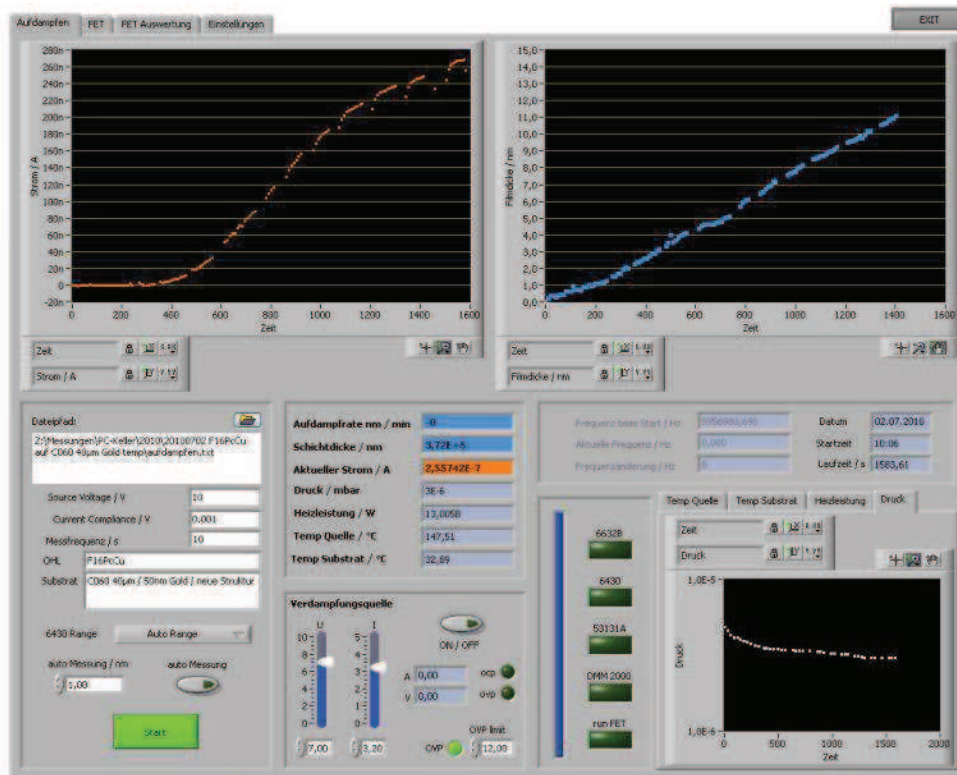 Aufdampfen FET FET Auswertung Einstellungen EXIT
280n
260n
240n
220n
200n
180n
160n
140n
120n
100n
80n
60n
40n
20n
0
-20n
Strom / A
0 200 400 600 800 1000 1200 1400 1600
Zeit
15,0
14,0
13,0
12,0
11,0
10,0
9,0
8,0
7,0
6,0
5,0
4,0
3,0
2,0
1,0
0,0
Filmdicke / nm
0 200 400 600 800 1000 1200 1400 1600
Zeit
Zeit
Strom / A
Zeit
Filmdicke / nm
Dateipfad:
Z:\Messungen\PC-Keller\2010\20100702 F16PcCu
auf C060 40µm Gold temp\aufdampfen.txt
Source Voltage / V 10
Current Compliance / V 0.001
Messfrequenz / s 10
OHL F16PcCu
Substrat C060 40µm / 50nm Gold / neue Struktur
6430 Range Auto Range
auto Messung / nm auto Messung
1,00
Start
Aufdampfrate nm / min -0
Schichtdicke / nm 3,72E+5
Aktueller Strom / A 2,55742E-7
Druck / mbar 3E-6
Heizleistung / W 13,0058
Temp Quelle / °C 147,51
Temp Substrat / °C 32,89
Verdampfungsquelle
U I
10
8
6
4
2
0
5
4
3
2
1
0
ON / OFF
A 0,00 ocp
V 0,00 ovp
OVP limit
7,00 3,20 OVP 12,00
Frequenz beim Start / Hz
Aktuelle Frequenz / Hz 0,000
Frequenzänderung / Hz 0
Datum 02.07.2010
Startzeit 10:06
Laufzeit / s 1583,61
6632B
6430
53131A
DMM 2000
run FET
Temp Quelle Temp Substrat Heizleistung Druck
Zeit
Druck
1,0E-5
1,0E-6
Druck
0 500 1000 1500 2000
Zeit